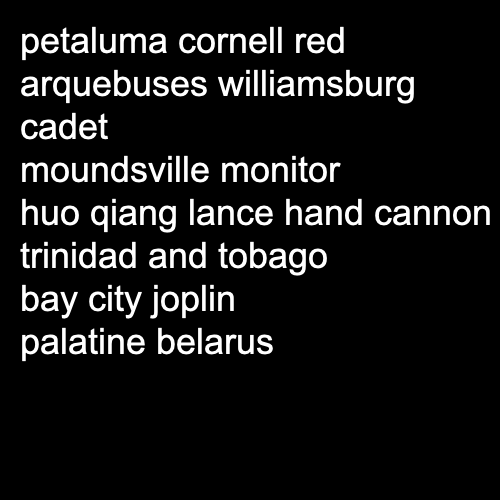 petaluma cornell red
arquebuses williamsburg
cadet
moundsville monitor
huo qiang lance hand cannon
trinidad and tobago
bay city joplin
palatine belarus